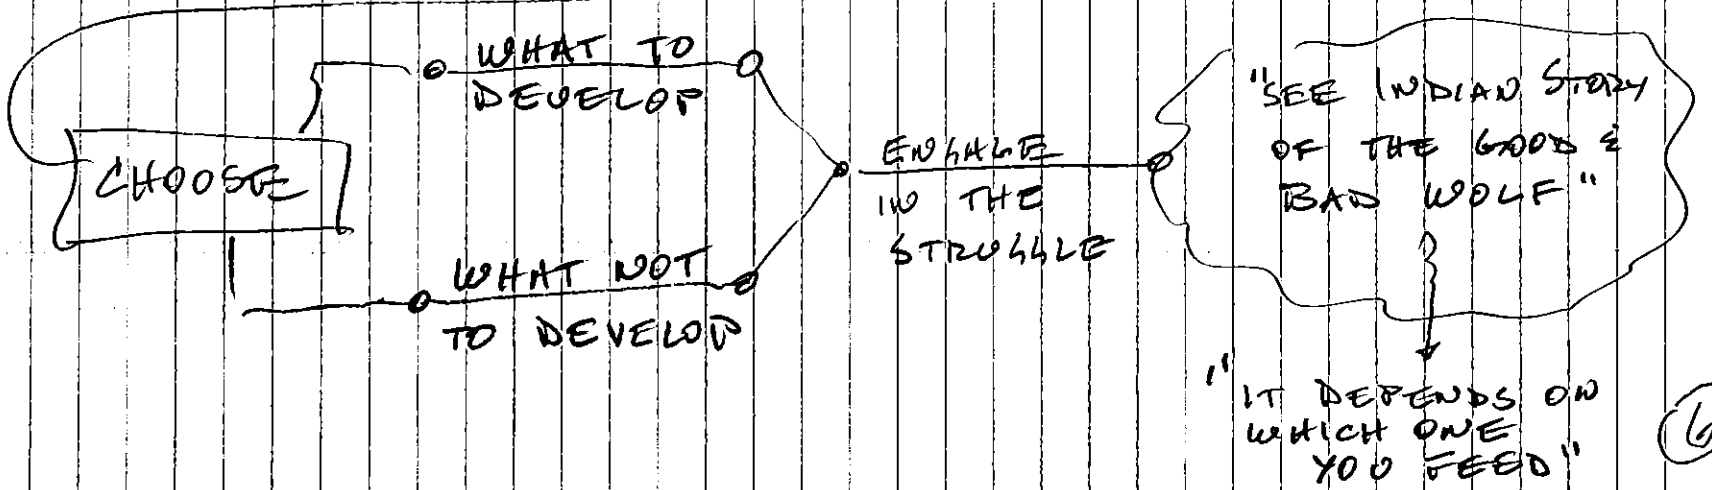 CHOOSE
WHAT TO
DEVELOP
WHAT NOT
TO DEVELOP
ENGAGE
IN THE
STRUGGLE
"SEE INDIAN STORY
OF THE GOOD &
BAD WOLF"
"IT DEPENDS ON
WHICH ONE
YOU FEED"
6